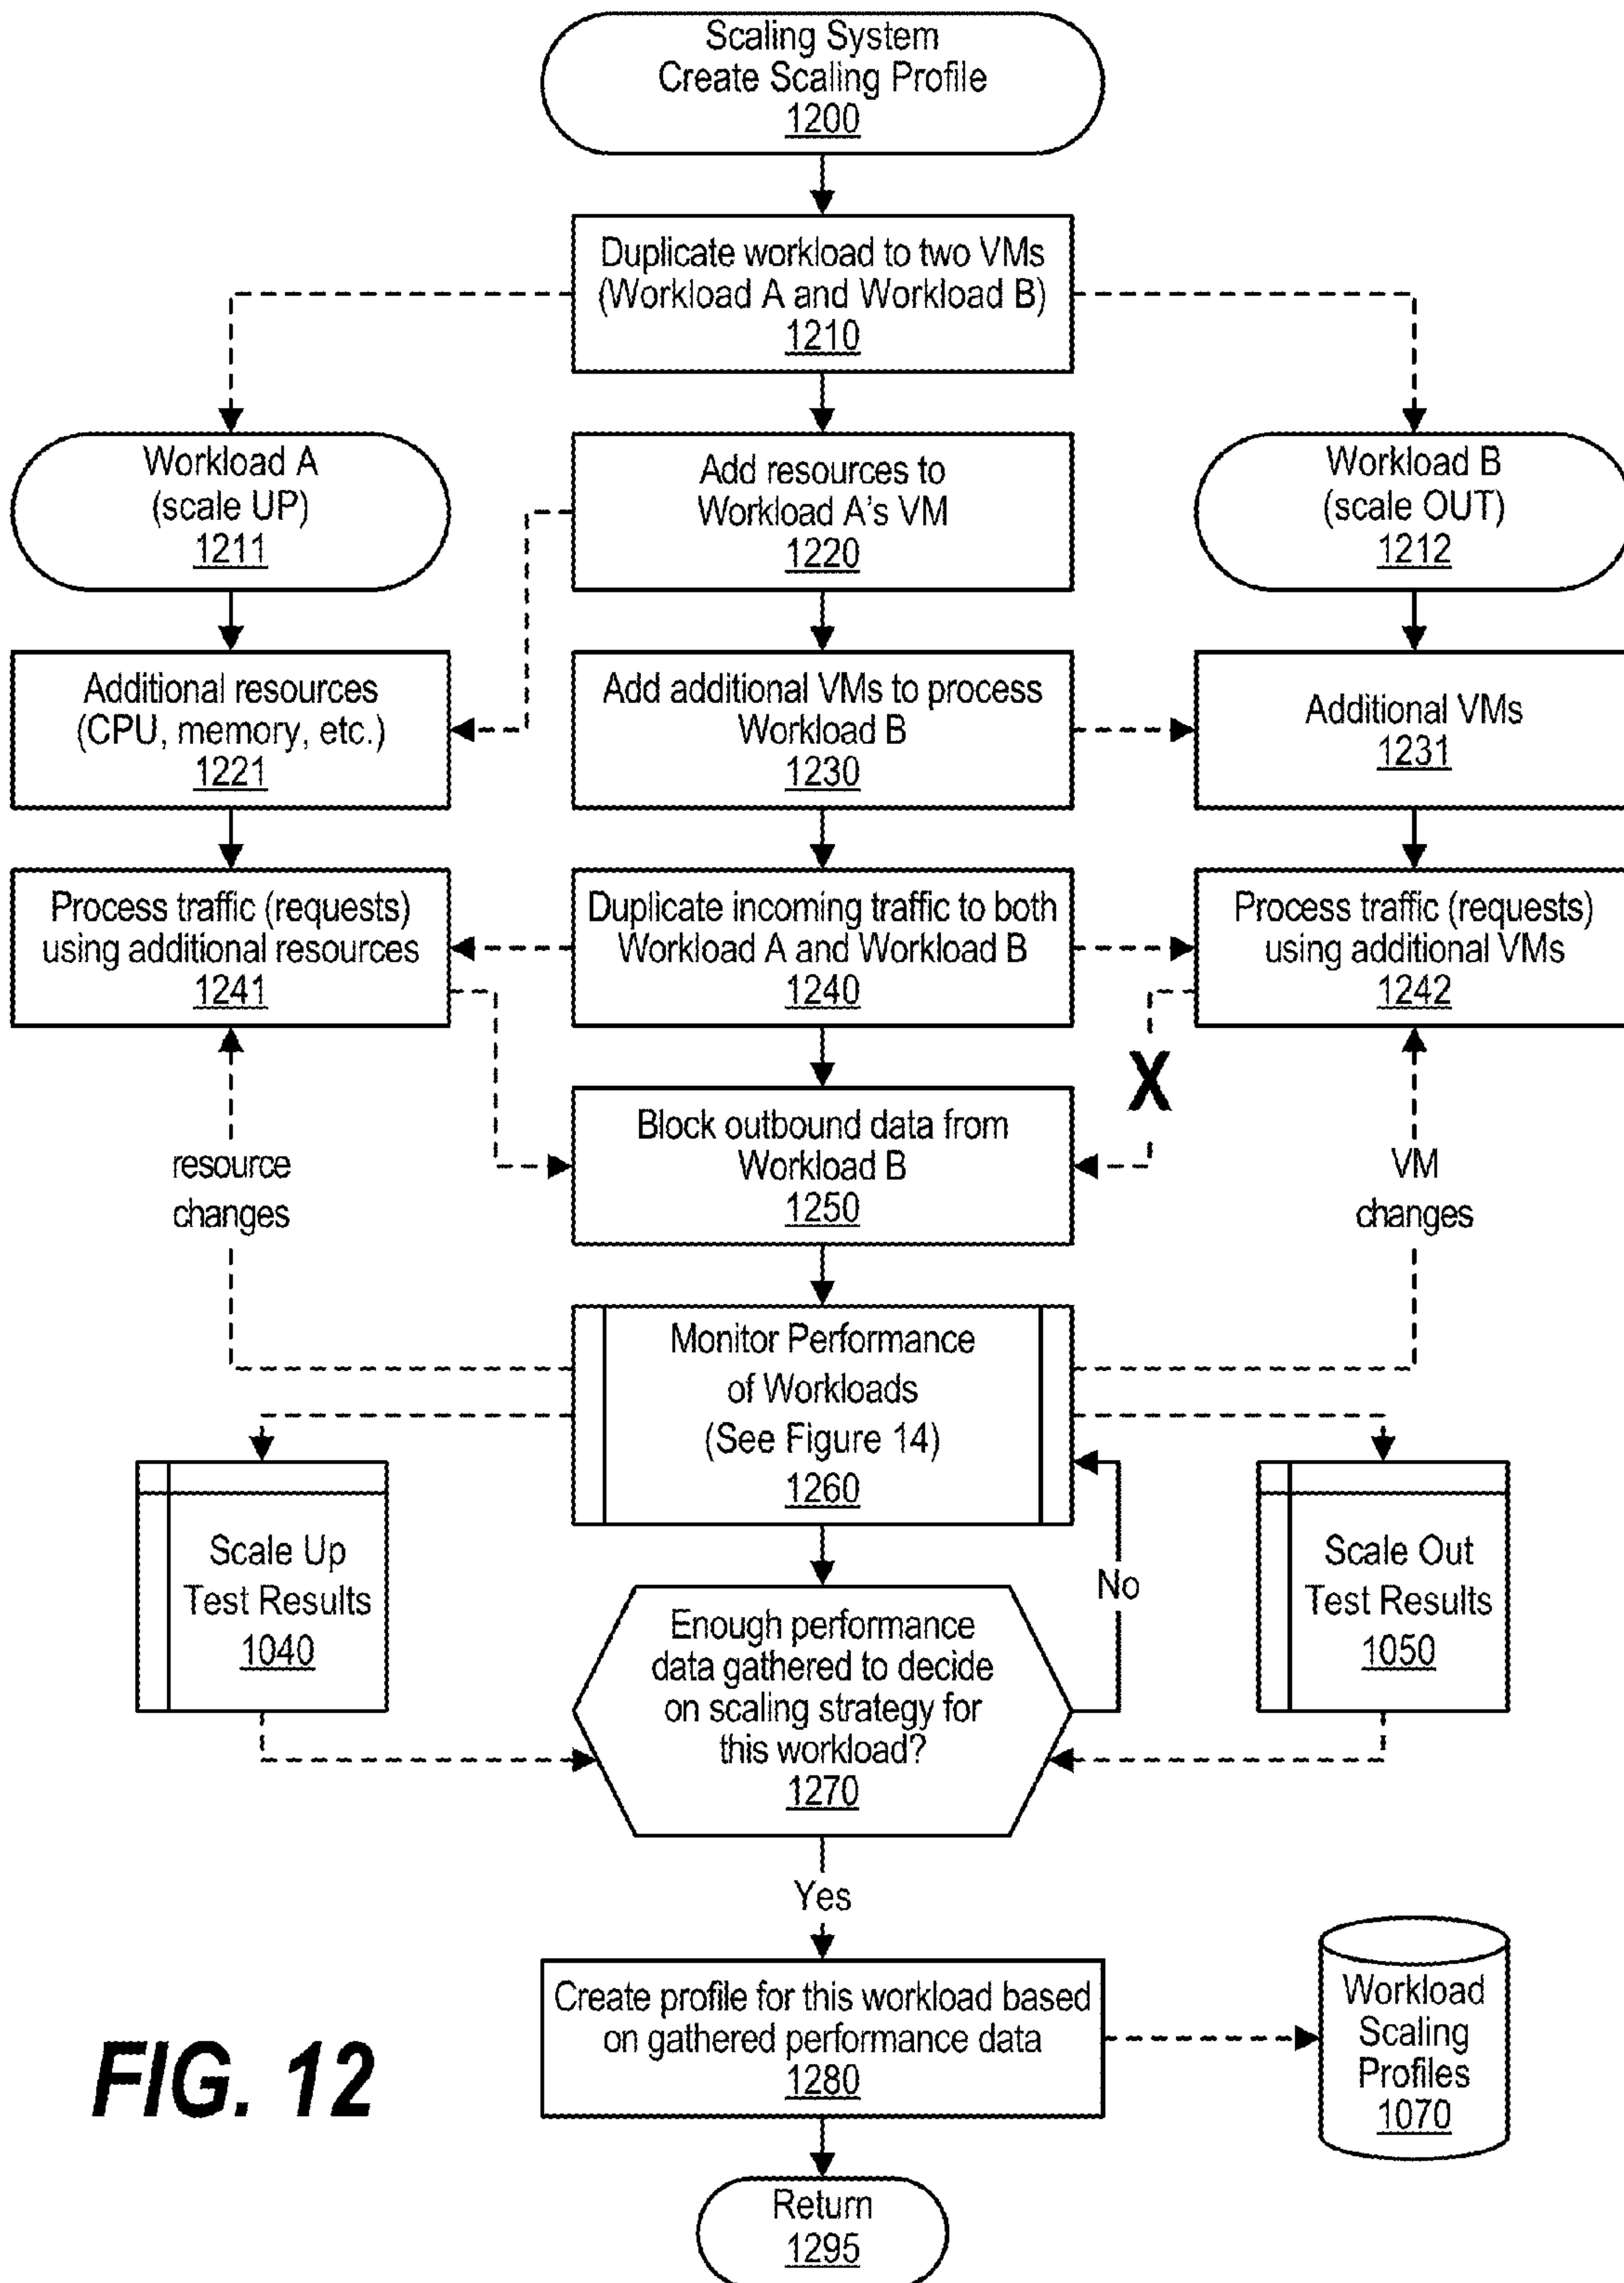 Scaling System
Create Scaling Profile
1200
Duplicate workload to two VMs
(Workload A and Workload B)
1210
Workload A
(scale UP)
1211
Add resources to
Workload A's VM
1220
Workload B
(scale OUT)
1212
Additional resources
(CPU, memory, etc.)
1221
Add additional VMs to process
Workload B
1230
Additional VMs
1231
Process traffic (requests)
using additional resources
1241
Duplicate incoming traffic to both
Workload A and Workload B
1240
Process traffic (requests)
using additional VMs
1242
X
Block outbound data from
Workload B
1250
resource
changes
VM
changes
Monitor Performance
of Workloads
(See Figure 14)
1260
Scale Up
Test Results
1040
No
Scale Out
Test Results
1050
Enough performance
data gathered to decide
on scaling strategy for
this workload?
1270
Yes
Create profile for this workload based
on gathered performance data
1280
Workload
Scaling
Profiles
1070
FIG. 12
Return
1295